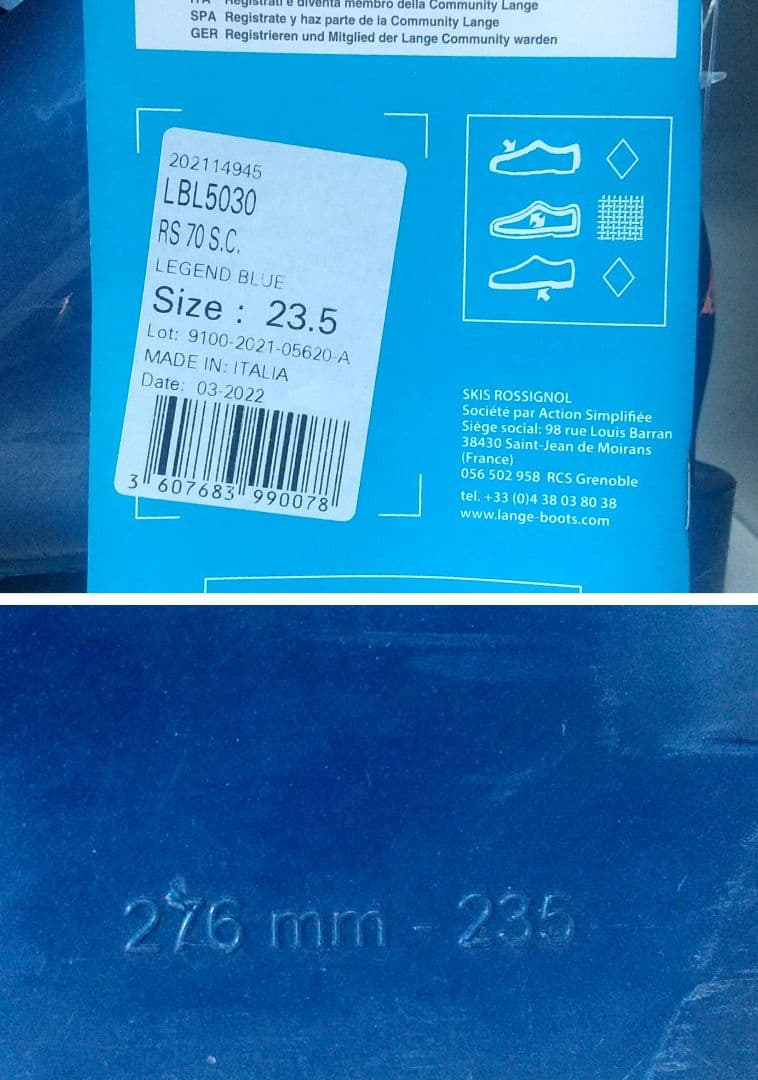 ITA Registrati e diventa membro della Community Lange
SPA Registrate y haz parte de la Community Lange
GER Registrieren und Mitglied der Lange Community warden
202114945
LBL5030
RS 70 S.C.
LEGEND BLUE
Size : 23.5
Lot: 9100-2021-05620-A
MADE IN: ITALIA
Date: 03-2022
3 607683 990078
SKIS ROSSIGNOL
Société par Action Simplifiée
Siège social: 98 rue Louis Barran
38430 Saint-Jean de Moirans
(France)
056 502 958 RCS Grenoble
tel. +33 (0)4 38 03 80 38
www.lange-boots.com
276 mm - 235